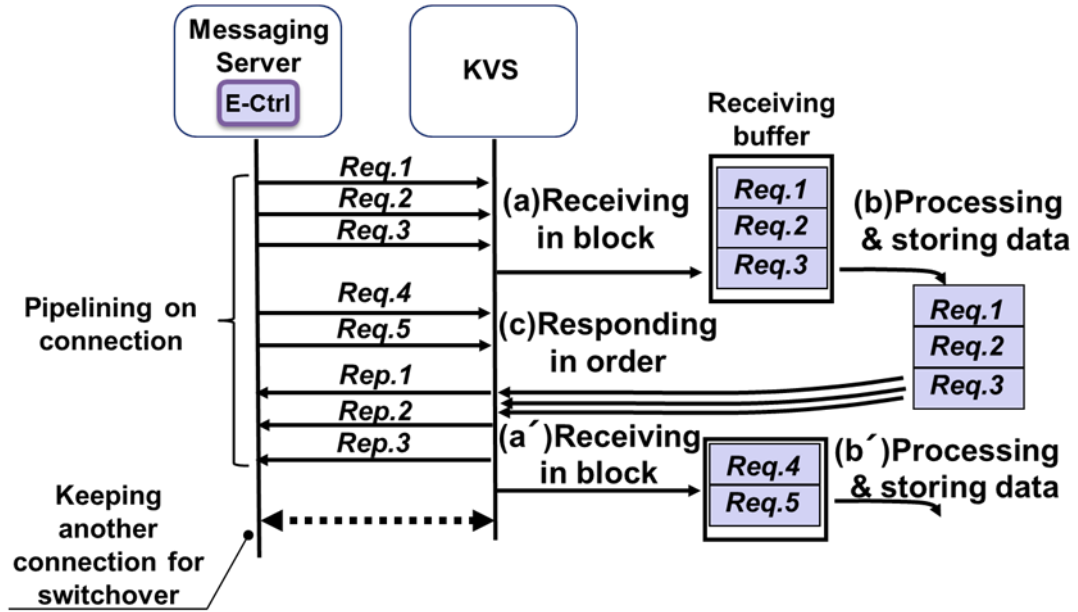 Messaging
Server
E-Ctrl
KVS
Receiving
buffer
Req.1
Req.2
Req.3
(a)Receiving
in block
Req.1
Req.2
Req.3
(b)Processing
& storing data
Pipelining on
connection
Req.4
Req.5
(c)Responding
in order
Req.1
Req.2
Req.3
Rep.1
Rep.2
Rep.3
(a´)Receiving
in block
Req.4
Req.5
(b´)Processing
& storing data
Keeping
another
connection for
switchover